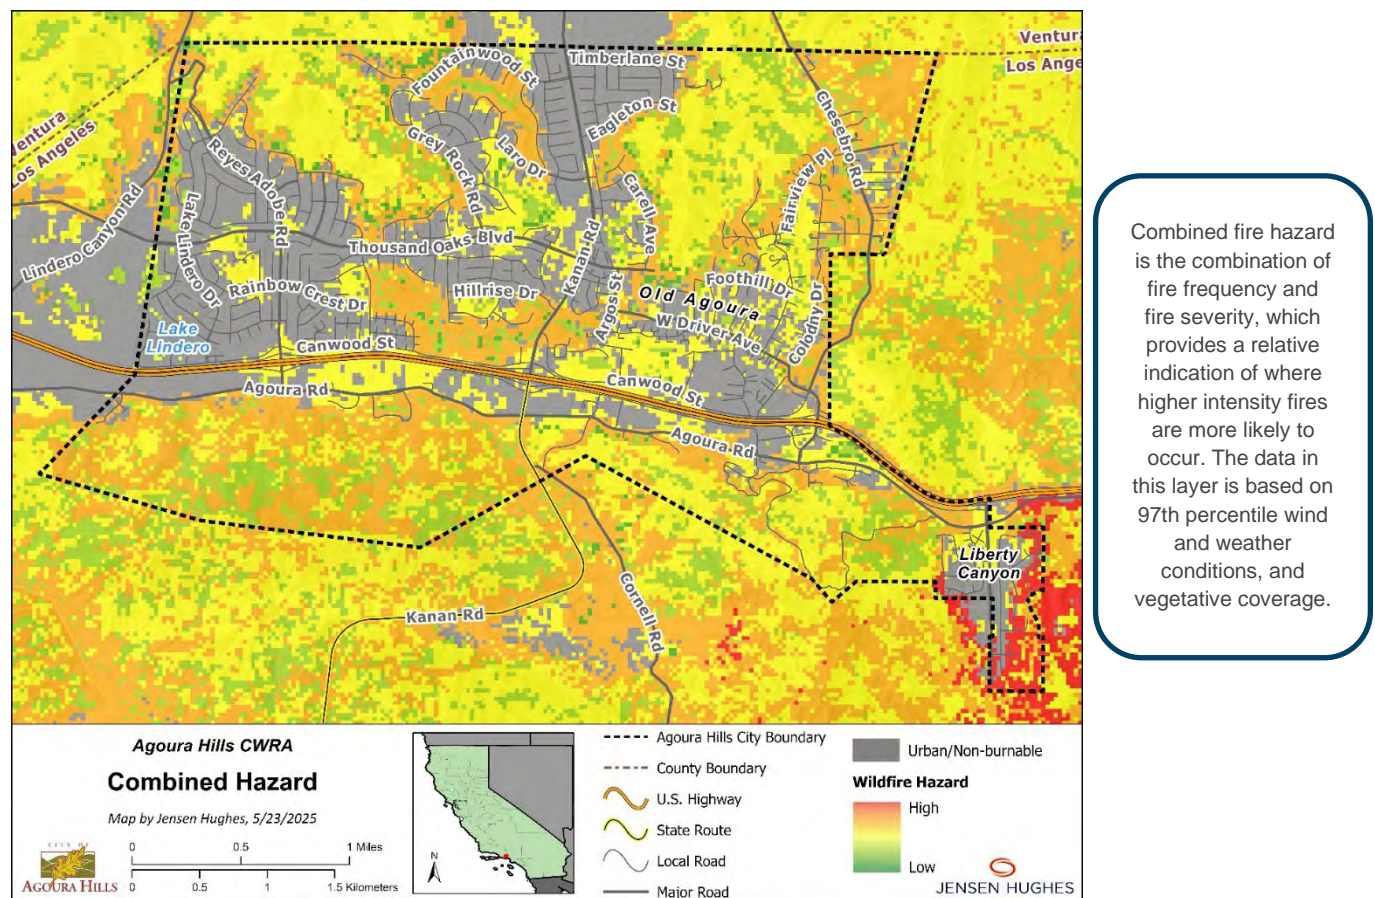 Ventura
Los Angeles
Ventura
Los Ange
Timberlane St
Fountainwood St
Eagleton St
Chesebro Rd
Grey Rock Rd
Laro Dr
Reyes Adobe Rd
Carell Ave
Fairview Pl
Lindero Canyon Rd
Lake Lindero Dr
Thousand Oaks Blvd
Kanan Rd
Rainbow Crest Dr
Hillrise Dr
Argos St
Foothill Dr
Old Agoura
W Driver Ave
Colodny Dr
Lake
Lindero
Canwood St
Agoura Rd
Canwood St
Agoura Rd
Liberty
Canyon
Kanan Rd
Cornell Rd
Combined fire hazard
is the combination of
fire frequency and
fire severity, which
provides a relative
indication of where
higher intensity fires
are more likely to
occur. The data in
this layer is based on
97th percentile wind
and weather
conditions, and
vegetative coverage.
Agoura Hills CWRA
Combined Hazard
Map by Jensen Hughes, 5/23/2025
CITY OF
AGOURA HILLS
0 0.5 1 Miles
0 0.5 1 1.5 Kilometers
N
Agoura Hills City Boundary
County Boundary
U.S. Highway
State Route
Local Road
Major Road
Urban/Non-burnable
Wildfire Hazard
High
Low
JENSEN HUGHES